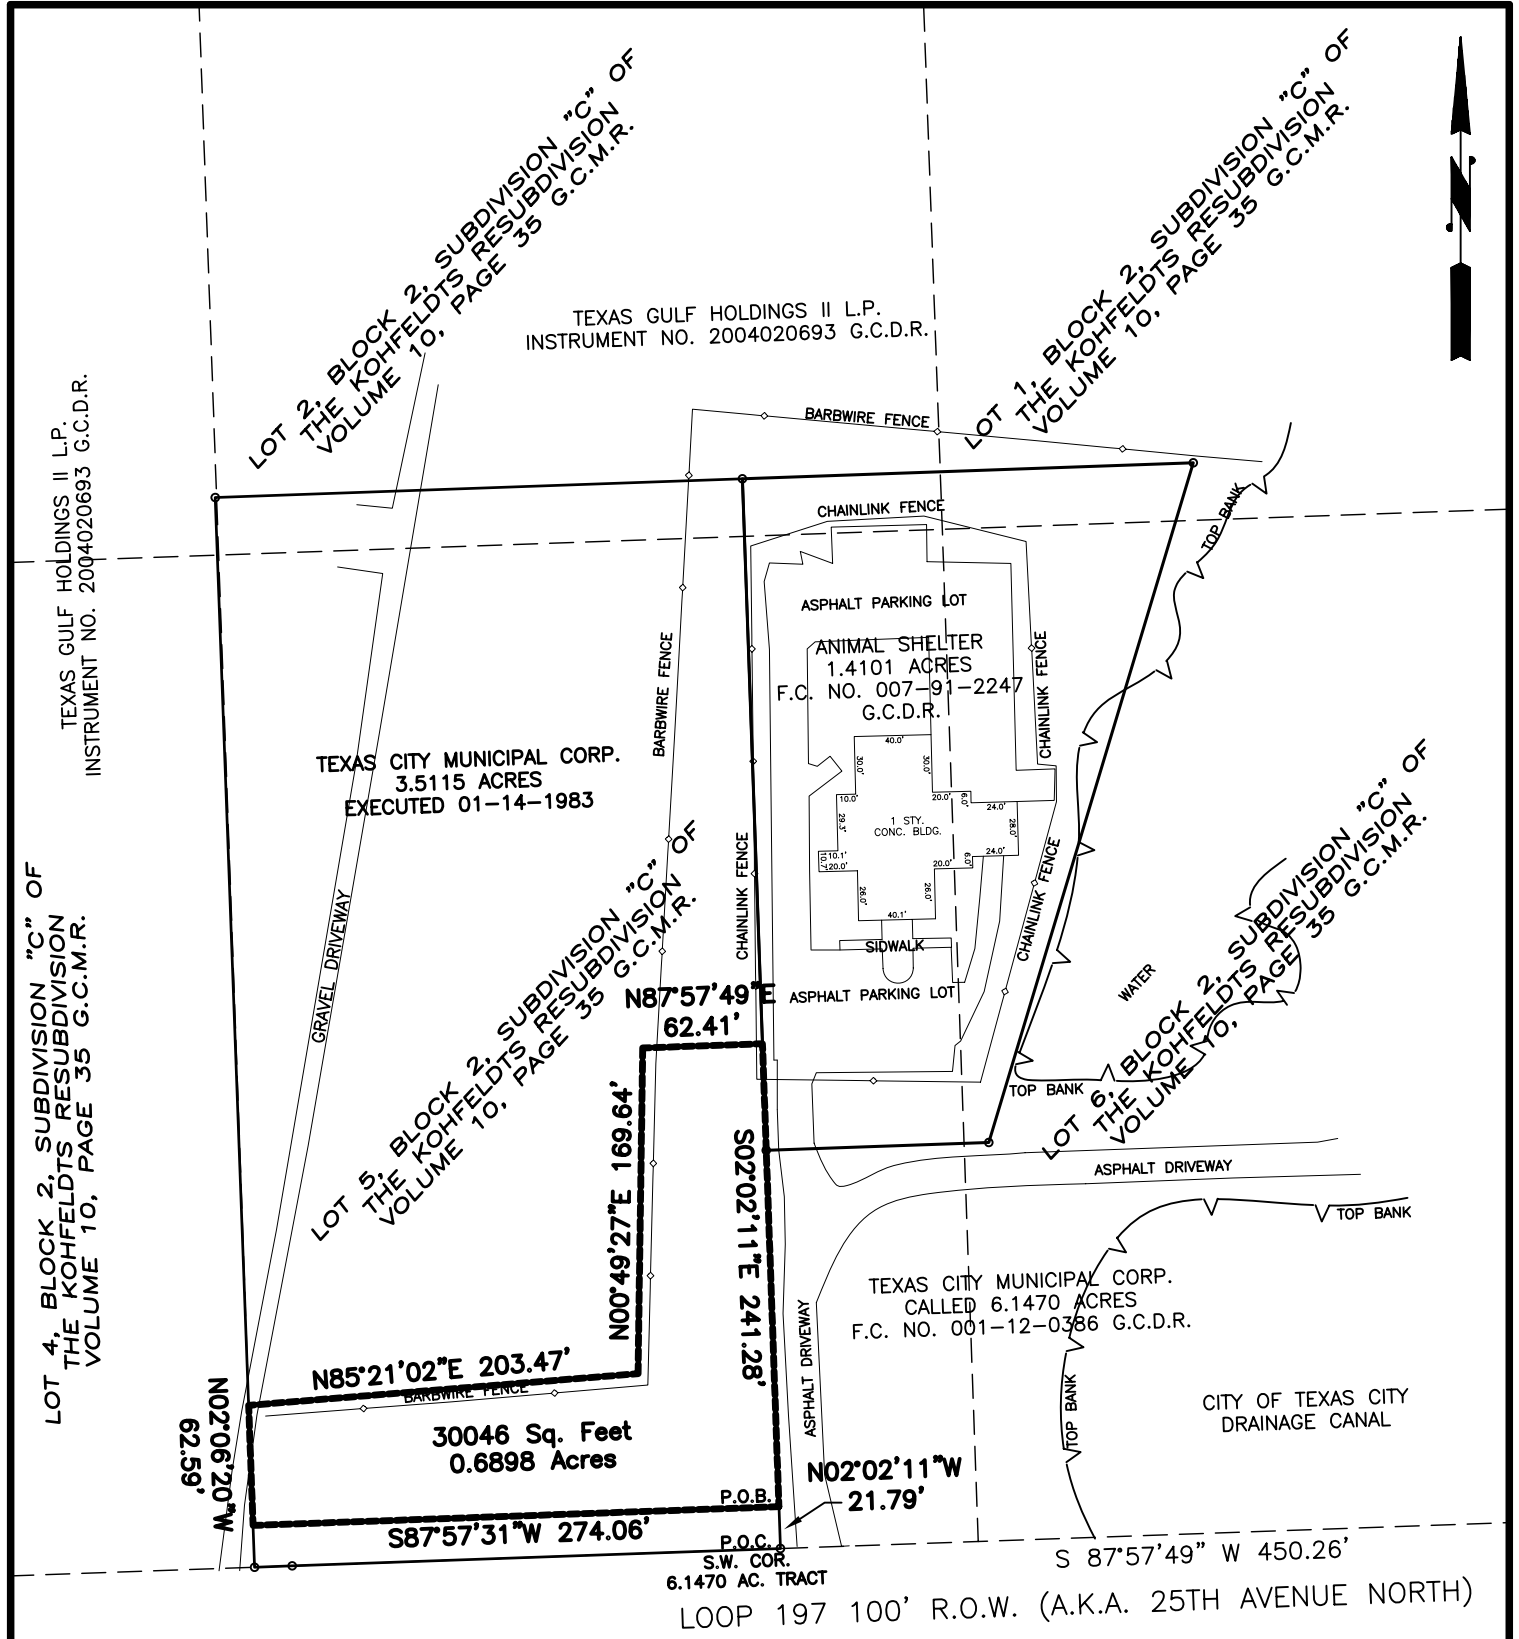 LOT 2, BLOCK 2, SUBDIVISION "C" OF
THE KOHFELDTS RESUBDIVISION
VOLUME 10, PAGE 35 G.C.M.R.
LOT 1, BLOCK 2, SUBDIVISION "C" OF
THE KOHFELDTS RESUBDIVISION
VOLUME 10, PAGE 35 G.C.M.R.
TEXAS GULF HOLDINGS II L.P.
INSTRUMENT NO. 2004020693 G.C.D.R.
TEXAS GULF HOLDINGS II L.P.
INSTRUMENT NO. 2004020693 G.C.D.R.
BARBWIRE FENCE
CHAINLINK FENCE
TOP BANK
ASPHALT PARKING LOT
ANIMAL SHELTER
1.4101 ACRES
F.C. NO. 007-91-2247
G.C.D.R.
CHAINLINK FENCE
BARBWIRE FENCE
TEXAS CITY MUNICIPAL CORP.
3.5115 ACRES
EXECUTED 01-14-1983
40.0'
30.0'
30.0'
10.0'
20.0'
6.0'
24.0'
29.3'
1 STY.
CONC. BLDG.
28.0'
10.1'
10.7'
20.0'
20.0'
6.0'
24.0'
26.0'
26.0'
40.1'
CHAINLINK FENCE
CHAINLINK FENCE
SIDWALK
ASPHALT PARKING LOT
GRAVEL DRIVEWAY
LOT 4, BLOCK 2, SUBDIVISION "C" OF
THE KOHFELDTS RESUBDIVISION
VOLUME 10, PAGE 35 G.C.M.R.
LOT 5, BLOCK 2, SUBDIVISION "C" OF
THE KOHFELDTS RESUBDIVISION
VOLUME 10, PAGE 35 G.C.M.R.
WATER
LOT 6, BLOCK 2, SUBDIVISION "C" OF
THE KOHFELDTS RESUBDIVISION
VOLUME 10, PAGE 35 G.C.M.R.
N87°57'49"E
62.41'
TOP BANK
N00°49'27"E 169.64'
S02°02'11"E 241.28'
ASPHALT DRIVEWAY
TOP BANK
TEXAS CITY MUNICIPAL CORP.
CALLED 6.1470 ACRES
F.C. NO. 001-12-0386 G.C.D.R.
ASPHALT DRIVEWAY
N85°21'02"E 203.47'
BARBWIRE FENCE
TOP BANK
CITY OF TEXAS CITY
DRAINAGE CANAL
N02°06'20"W
62.59'
30046 Sq. Feet
0.6898 Acres
N02°02'11"W
21.79'
P.O.B.
S87°57'31"W 274.06'
P.O.C.
S.W. COR.
6.1470 AC. TRACT
S 87°57'49" W 450.26'
LOOP 197 100' R.O.W. (A.K.A. 25TH AVENUE NORTH)